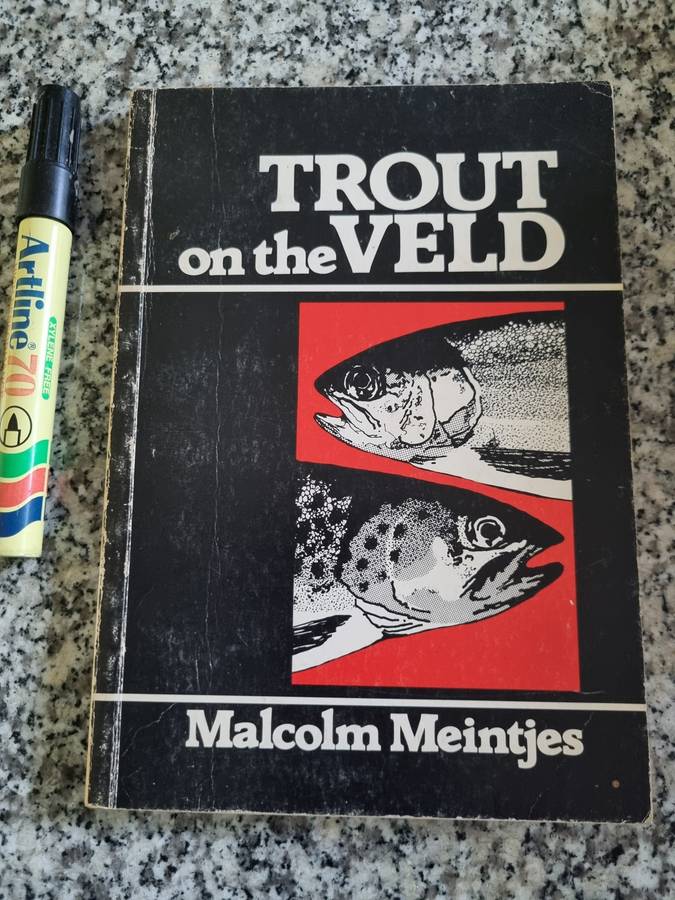 TROUT
on the VELD
Malcolm Meintjes
Artline® 70
XYLENE FREE